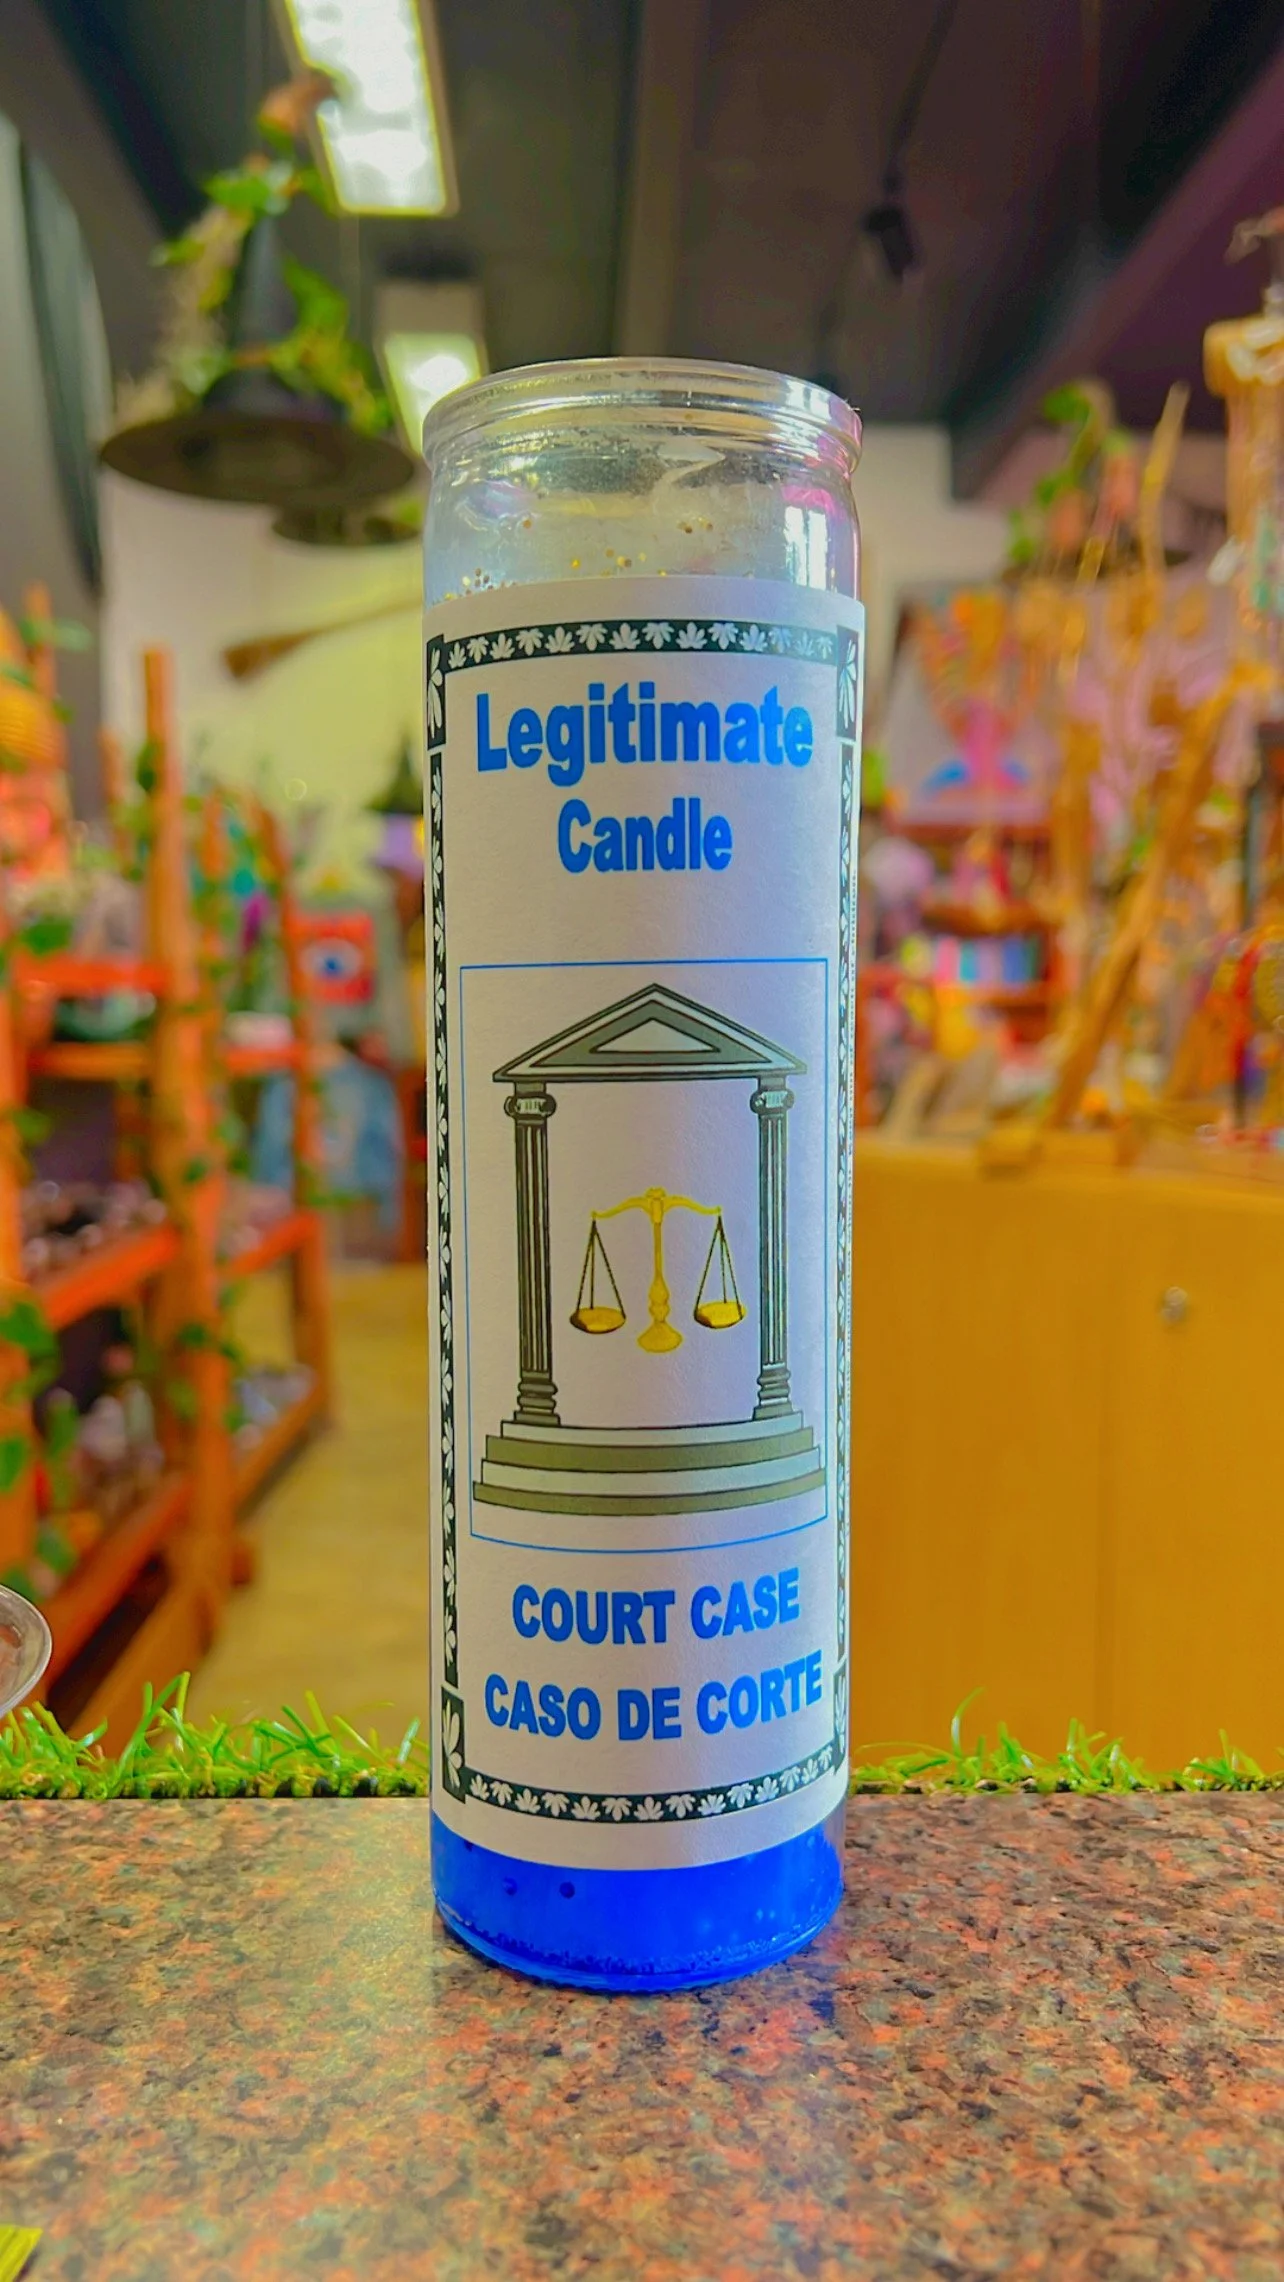 Legitimate
Candle
COURT CASE
CASO DE CORTE